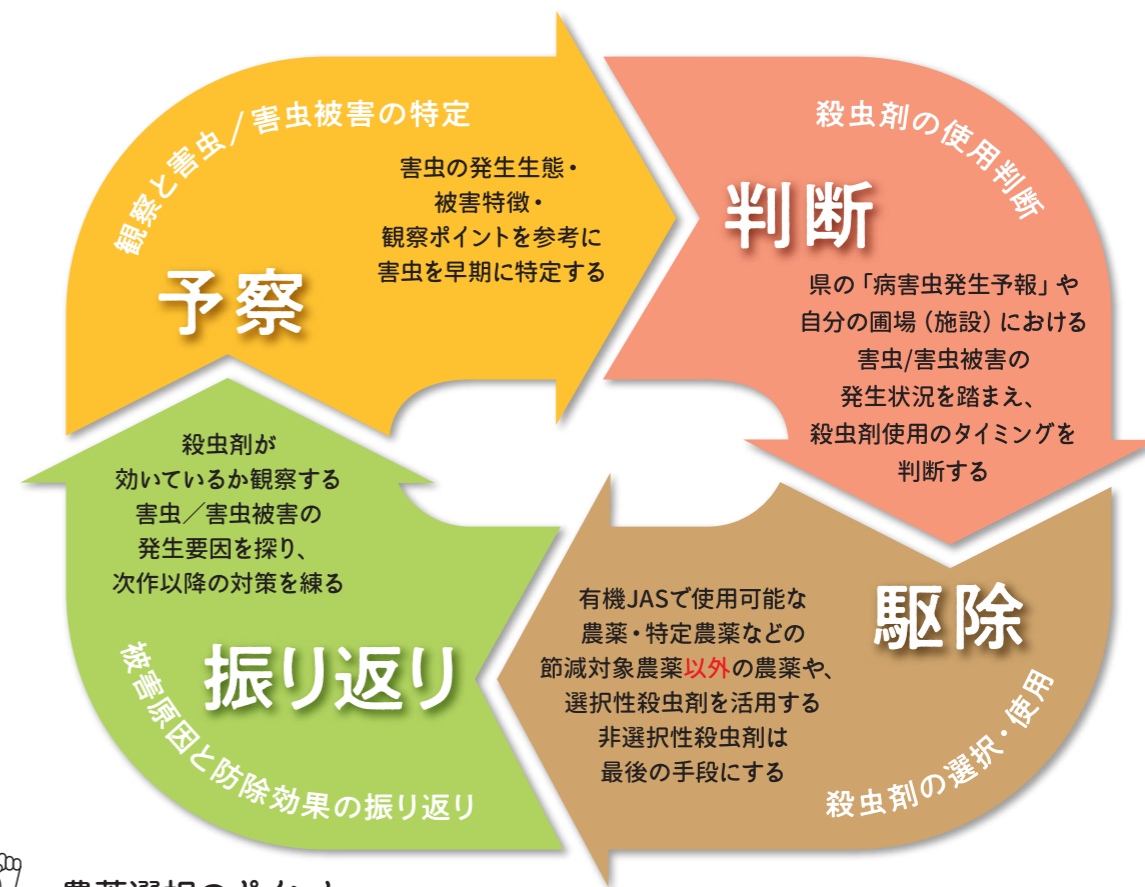 観察と害虫/害虫被害の特定
予察
害虫の発生生態・
被害特徴・
観察ポイントを参考に
害虫を早期に特定する
殺虫剤の使用判断
判断
県の「病害虫発生予報」や
自分の圃場（施設）における
害虫/害虫被害の
発生状況を踏まえ、
殺虫剤使用のタイミングを
判断する
駆除
有機JASで使用可能な
農薬・特定農薬などの
節減対象農薬以外の農薬や、
選択性殺虫剤を活用する
非選択性殺虫剤は
最後の手段にする
殺虫剤の選択・使用
殺虫剤が
効いているか観察する
害虫／害虫被害の
発生要因を探り、
次作以降の対策を練る
振り返り
被害原因と防除効果の振り返り
農薬選択のポイント